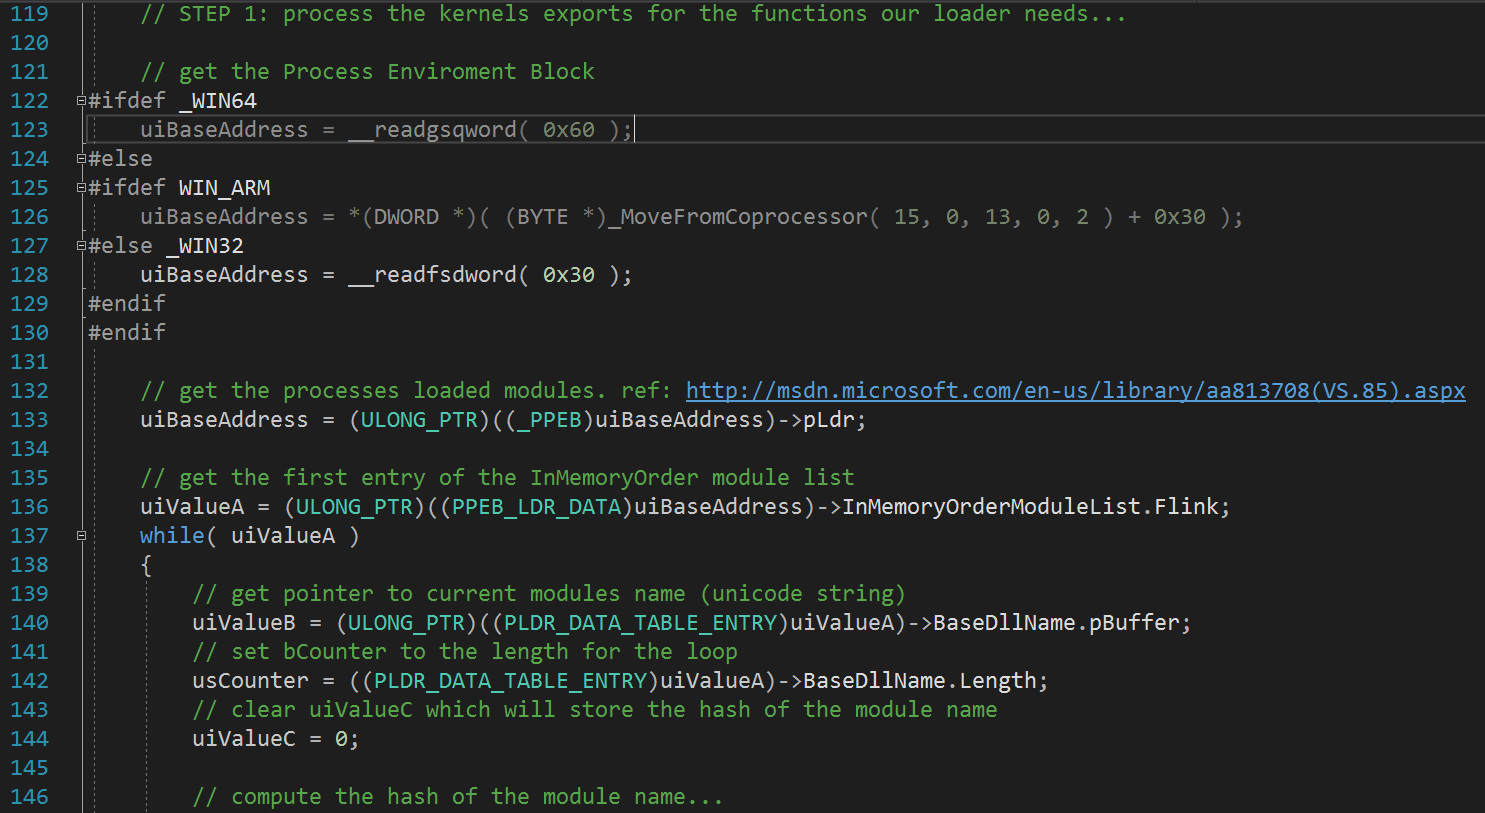 119 // STEP 1: process the kernels exports for the functions our loader needs...
120
121 // get the Process Enviroment Block
122 #ifdef _WIN64
123 uiBaseAddress = __readgsqword( 0x60 );
124 #else
125 #ifdef WIN_ARM
126 uiBaseAddress = *(DWORD *)( (BYTE *)_MoveFromCoprocessor( 15, 0, 13, 0, 2 ) + 0x30 );
127 #else _WIN32
128 uiBaseAddress = __readfsdword( 0x30 );
129 #endif
130 #endif
131
132 // get the processes loaded modules. ref: http://msdn.microsoft.com/en-us/library/aa813708(VS.85).aspx
133 uiBaseAddress = (ULONG_PTR)((_PPEB)uiBaseAddress)->pLdr;
134
135 // get the first entry of the InMemoryOrder module list
136 uiValueA = (ULONG_PTR)((PPEB_LDR_DATA)uiBaseAddress)->InMemoryOrderModuleList.Flink;
137 while( uiValueA )
138 {
139 // get pointer to current modules name (unicode string)
140 uiValueB = (ULONG_PTR)((PLDR_DATA_TABLE_ENTRY)uiValueA)->BaseDllName.pBuffer;
141 // set bCounter to the length for the loop
142 usCounter = ((PLDR_DATA_TABLE_ENTRY)uiValueA)->BaseDllName.Length;
143 // clear uiValueC which will store the hash of the module name
144 uiValueC = 0;
145
146 // compute the hash of the module name...